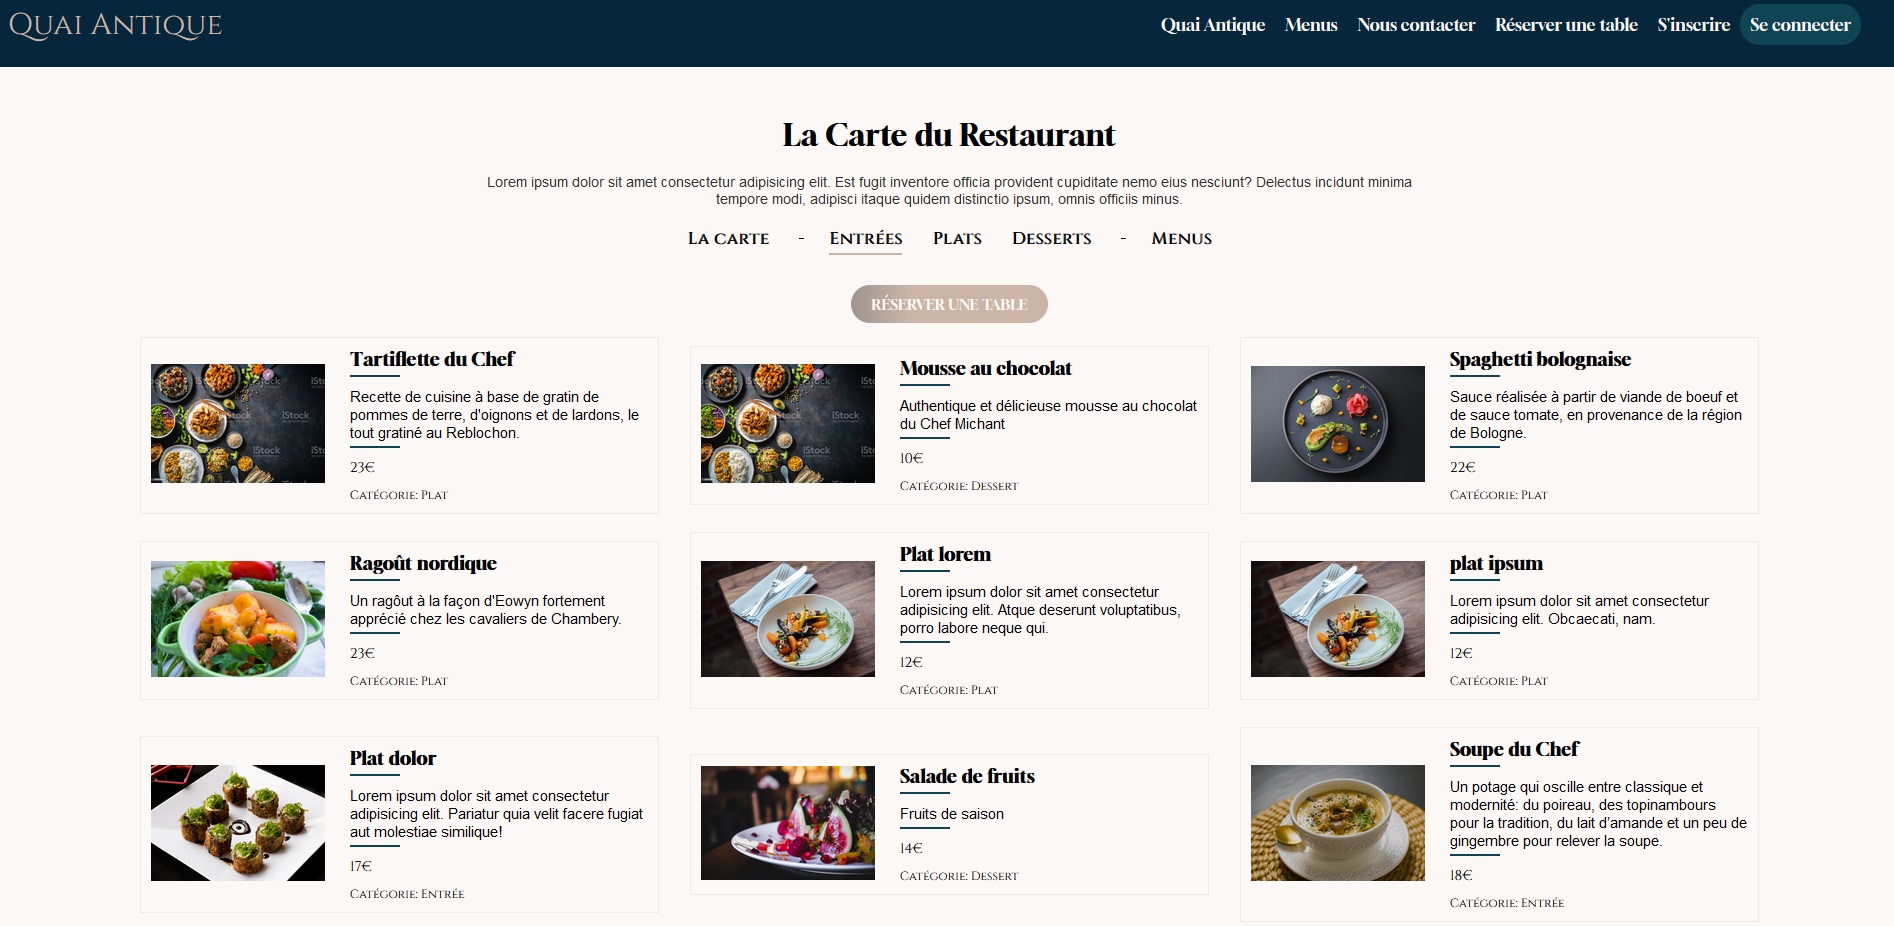 Quai Antique
Quai Antique Menus Nous contacter Réserver une table S'inscrire Se connecter
La Carte du Restaurant
Lorem ipsum dolor sit amet consectetur adipisicing elit. Est fugit inventore officia provident cupiditate nemo eius nesciunt? Delectus incidunt minima
tempore modi, adipisci itaque quidem distinctio ipsum, omnis officiis minus.
La carte - Entrées Plats Desserts - Menus
RÉSERVER UNE TABLE
iStock
iStock
iStock
iStock
Tartiflette du Chef
Recette de cuisine à base de gratin de
pommes de terre, d'oignons et de lardons, le
tout gratiné au Reblochon.
23€
Catégorie: Plat
iStock
iStock
iStock
iStock
Mousse au chocolat
Authentique et délicieuse mousse au chocolat
du Chef Michant
10€
Catégorie: Dessert
Spaghetti bolognaise
Sauce réalisée à partir de viande de boeuf et
de sauce tomate, en provenance de la région
de Bologne.
22€
Catégorie: Plat
Ragoût nordique
Un ragôut à la façon d'Eowyn fortement
apprécié chez les cavaliers de Chambery.
23€
Catégorie: Plat
Plat lorem
Lorem ipsum dolor sit amet consectetur
adipisicing elit. Atque deserunt voluptatibus,
porro labore neque qui.
12€
Catégorie: Plat
plat ipsum
Lorem ipsum dolor sit amet consectetur
adipisicing elit. Obcaecati, nam.
12€
Catégorie: Plat
Plat dolor
Lorem ipsum dolor sit amet consectetur
adipisicing elit. Pariatur quia velit facere fugiat
aut molestiae similique!
17€
Catégorie: Entrée
Salade de fruits
Fruits de saison
14€
Catégorie: Dessert
Soupe du Chef
Un potage qui oscille entre classique et
modernité: du poireau, des topinambours
pour la tradition, du lait d’amande et un peu de
gingembre pour relever la soupe.
18€
Catégorie: Entrée